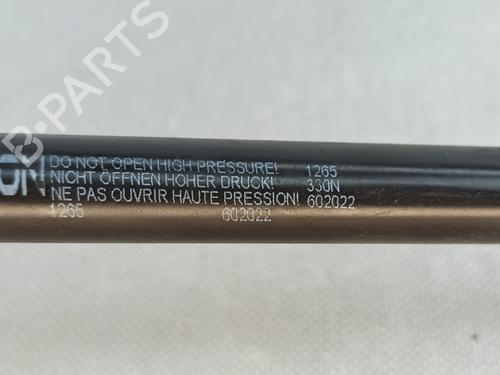 ON
DO NOT OPEN HIGH PRESSURE! 1265
NICHT ÖFFNEN HOHER DRUCK! 330N
NE PAS OUVRIR HAUTE PRESSION! 602022
1265 602022
B-PARTS